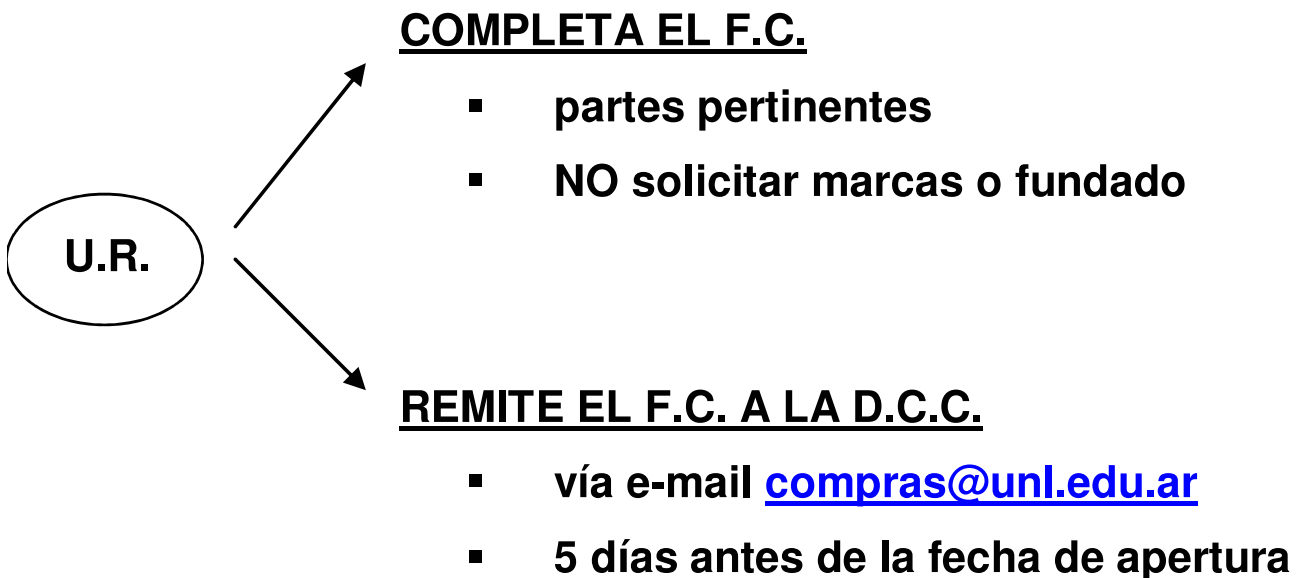 COMPLETA EL F.C.
▪ partes pertinentes
▪ NO solicitar marcas o fundado
U.R.
REMITE EL F.C. A LA D.C.C.
▪ vía e-mail compras@unl.edu.ar
▪ 5 días antes de la fecha de apertura